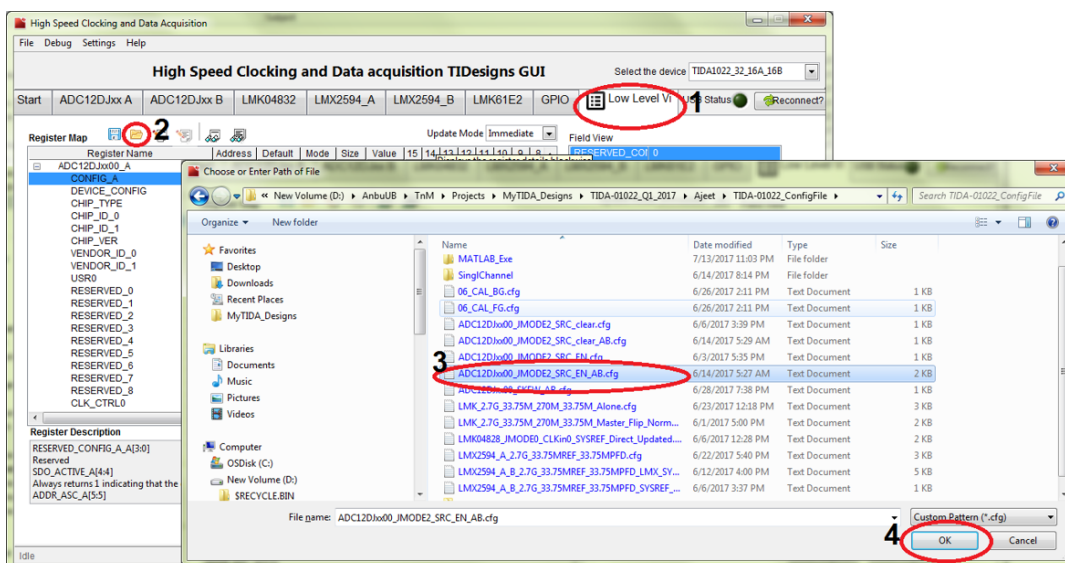 High Speed Clocking and Data Acquisition
File Debug Settings Help
High Speed Clocking and Data acquisition TIDesigns GUI
Select the device TIDA1022_32_16A_16B
Start ADC12DJxx A ADC12DJxx B LMK04832 LMX2594_A LMX2594_B LMK61E2 GPIO Low Level Vi 1 USB Status Reconnect?
Register Map 2 Update Mode Immediate Field View
Register Name Address Default Mode Size Value 15 14 13 12 11 10 9 8
RESERVED_CO 0
ADC12DJxx00_A
CONFIG_A
DEVICE_CONFIG
CHIP_TYPE
CHIP_ID_0
CHIP_ID_1
CHIP_VER
VENDOR_ID_0
VENDOR_ID_1
USR0
RESERVED_0
RESERVED_1
RESERVED_2
RESERVED_3
RESERVED_4
RESERVED_5
RESERVED_6
RESERVED_7
RESERVED_8
CLK_CTRL0
Register Description
RESERVED_CONFIG_A_A[3:0]
Reserved
SDO_ACTIVE_A[4:4]
Always returns 1 indicating that the
ADDR_ASC_A[5:5]
Idle
Choose or Enter Path of File
« New Volume (D:) AnbuUB TnM Projects MyTIDA_Designs TIDA-01022_Q1_2017 Ajeet TIDA-01022_ConfigFile
Search TIDA-01022_ConfigFile
Organize New folder
Favorites
Desktop
Downloads
Recent Places
MyTIDA_Designs
Libraries
Documents
Music
Pictures
Videos
Computer
OSDisk (C:)
New Volume (D:)
$RECYCLE.BIN
Name Date modified Type Size
MATLAB_Exe 7/13/2017 11:03 PM File folder
SinglChannel 6/14/2017 8:14 PM File folder
06_CAL_BG.cfg 6/26/2017 2:11 PM Text Document 1 KB
06_CAL_FG.cfg 6/26/2017 2:11 PM Text Document 1 KB
ADC12DJxx00_JMODE2_SRC_clear.cfg 6/6/2017 3:39 PM Text Document 1 KB
ADC12DJxx00_JMODE2_SRC_clear_AB.cfg 6/14/2017 5:29 AM Text Document 1 KB
3 ADC12DJxx00_JMODE2_SRC_EN.cfg 6/3/2017 5:35 PM Text Document 1 KB
ADC12DJxx00_JMODE2_SRC_EN_AB.cfg 6/14/2017 5:27 AM Text Document 2 KB
ADC12DJxx00_SKEW_AB.cfg 6/28/2017 7:38 PM Text Document 1 KB
LMK_2.7G_33.75M_270M_33.75M_Alone.cfg 6/23/2017 12:18 PM Text Document 3 KB
LMK_2.7G_33.75M_270M_33.75M_Master_Flip_Norm... 6/1/2017 5:00 PM Text Document 2 KB
LMK04828_JMODE0_CLKin0_SYSREF_Direct_Updated.... 6/6/2017 12:28 PM Text Document 2 KB
LMX2594_A_2.7G_33.75MREF_33.75MPFD.cfg 6/22/2017 5:40 PM Text Document 3 KB
LMX2594_A_B_2.7G_33.75MREF_33.75MPFD_LMX_SY... 6/12/2017 4:00 PM Text Document 5 KB
LMX2594_A_B_2.7G_33.75MREF_33.75MPFD_SYSREF_... 6/6/2017 3:37 PM Text Document 1 KB
File name: ADC12DJxx00_JMODE2_SRC_EN_AB.cfg Custom Pattern (*.cfg)
4 OK Cancel